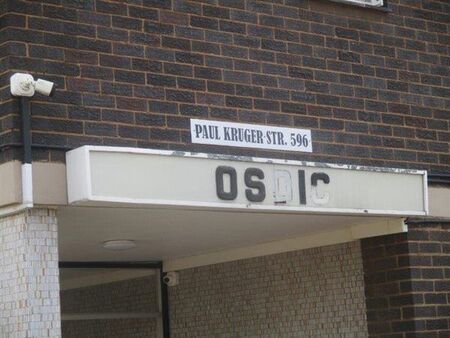 PAUL KRUGER STR. 596
OSDIC